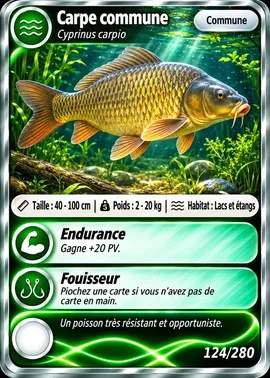 Carpe commune
Commune
Cyprinus carpio
Taille : 40 - 100 cm | Poids : 2 - 20 kg | Habitat : Lacs et étangs
Endurance
Gagne +20 PV.
Fouisseur
Piochez une carte si vous n'avez pas de
carte en main.
Un poisson très résistant et opportuniste.
124/280